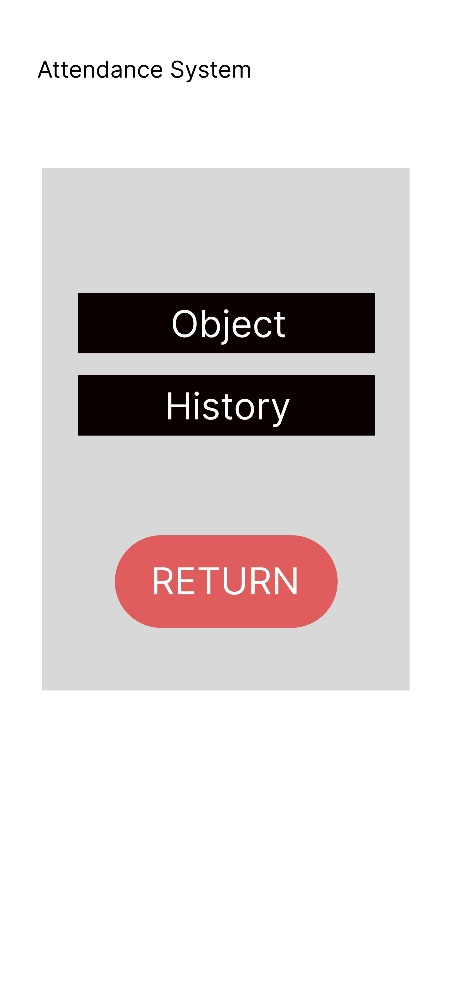 Attendance System
Object
History
RETURN